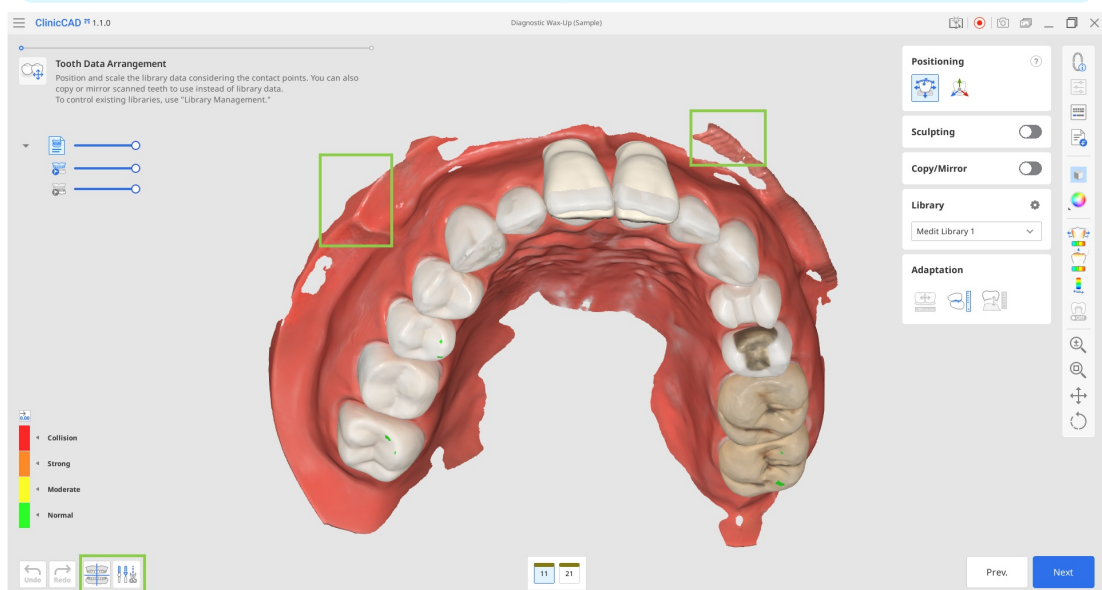 ClinicCAD 1.1.0
Diagnostic Wax-Up (Sample)
Tooth Data Arrangement
Position and scale the library data considering the contact points. You can also
copy or mirror scanned teeth to use instead of library data.
To control existing libraries, use "Library Management."
Positioning
?
Sculpting
Copy/Mirror
Library
Medit Library 1
Adaptation
0.00
Collision
Strong
Moderate
Normal
Undo
Redo
11
21
Prev.
Next